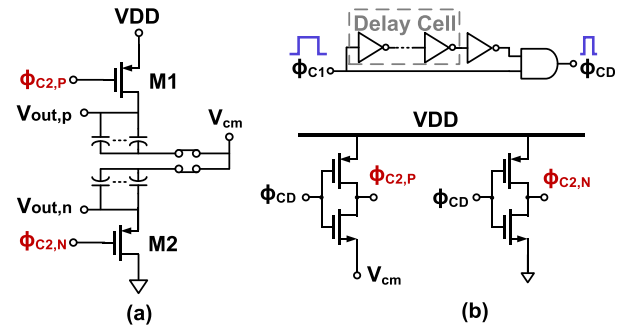 VDD
ΦC2,P
M1
Vout,p
Vcm
Vout,n
ΦC2,N
M2
(a)
Delay Cell
ΦC1
ΦCD
VDD
ΦCD
ΦC2,P
Vcm
ΦCD
ΦC2,N
(b)